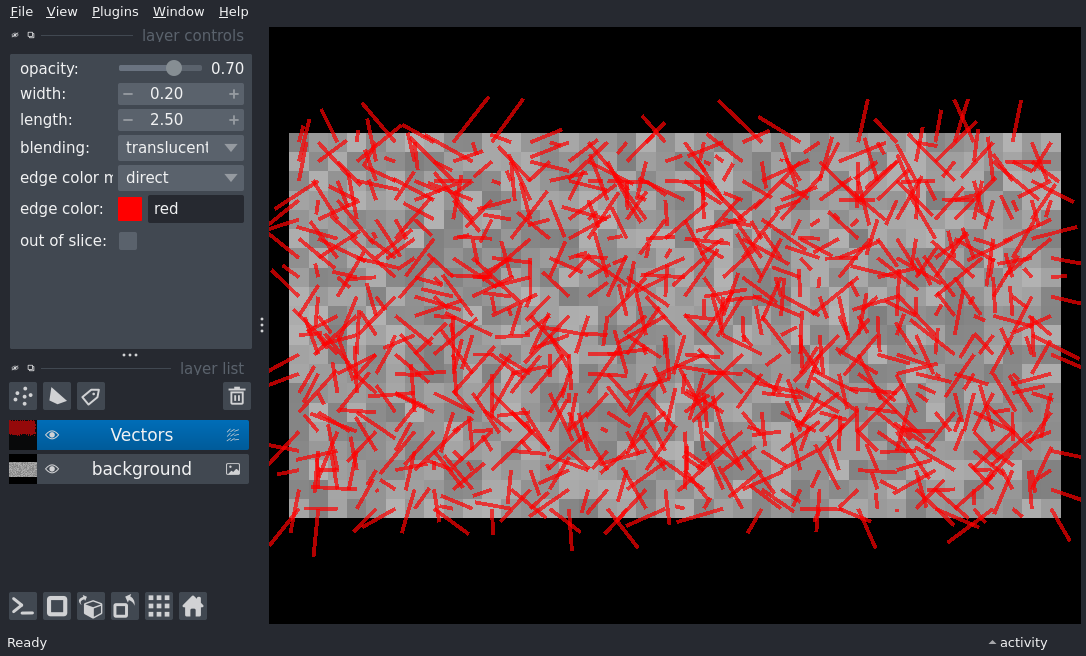 File View Plugins Window Help
layer controls
opacity: 0.70
width: − 0.20 +
length: − 2.50 +
blending: translucent
edge color m direct
edge color: red
out of slice:
layer list
Vectors
background
Ready
activity